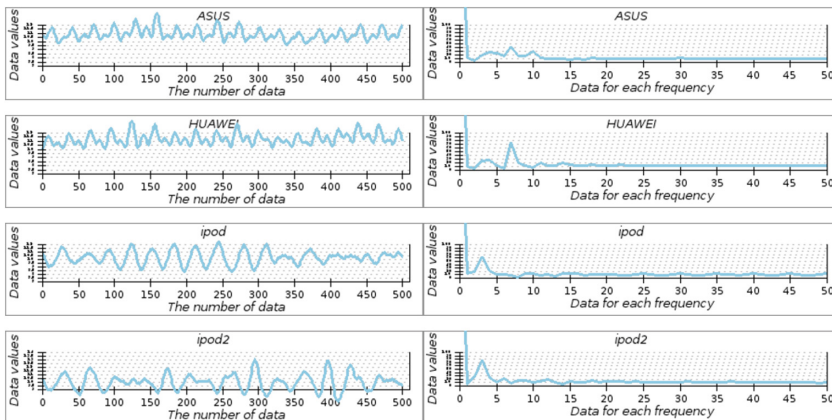 ASUS
Data values
0 50 100 150 200 250 300 350 400 450 500
The number of data
ASUS
Data values
0 5 10 15 20 25 30 35 40 45 50
Data for each frequency
HUAWEI
Data values
0 50 100 150 200 250 300 350 400 450 500
The number of data
HUAWEI
Data values
0 5 10 15 20 25 30 35 40 45 50
Data for each frequency
ipod
Data values
0 50 100 150 200 250 300 350 400 450 500
The number of data
ipod
Data values
0 5 10 15 20 25 30 35 40 45 50
Data for each frequency
ipod2
Data values
0 50 100 150 200 250 300 350 400 450 500
The number of data
ipod2
Data values
0 5 10 15 20 25 30 35 40 45 50
Data for each frequency